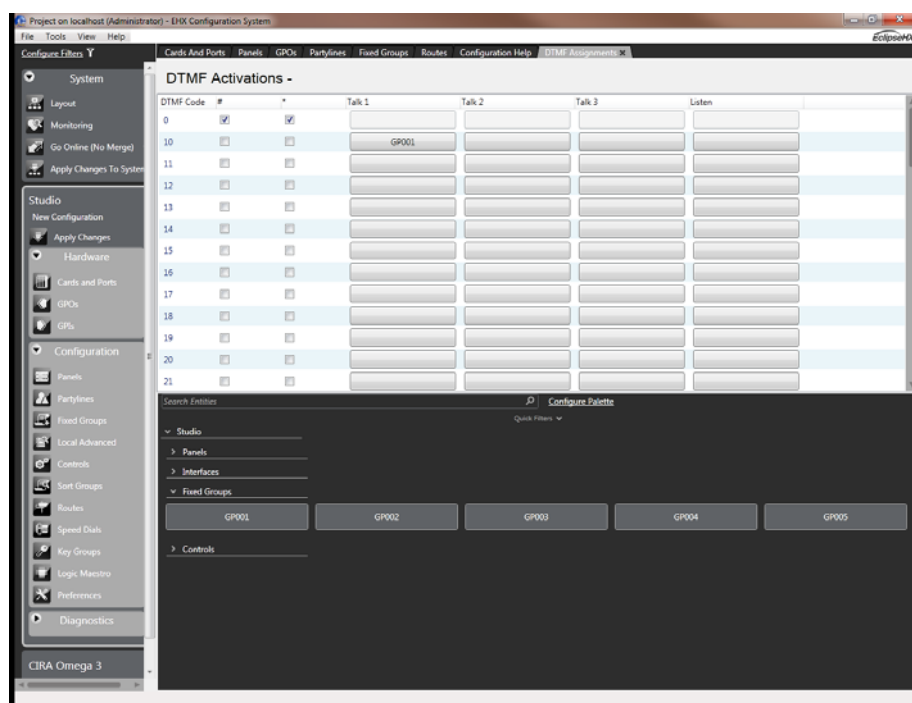 Project on localhost (Administrator) - EHX Configuration System
File Tools View Help
EclipseHX
Configure Filters
Cards And Ports Panels GPOs Partylines Fixed Groups Routes Configuration Help DTMF Assignments
System
Layout
Monitoring
Go Online (No Merge)
Apply Changes To System
Studio
New Configuration
Apply Changes
Hardware
Cards and Ports
GPOs
GPIs
Configuration
Panels
Partylines
Fixed Groups
Local Advanced
Controls
Sort Groups
Routes
Speed Dials
Key Groups
Logic Maestro
Preferences
Diagnostics
CIRA Omega 3
DTMF Activations -
DTMF Code # * Talk 1 Talk 2 Talk 3 Listen
0
10 GP001
11
12
13
14
15
16
17
18
19
20
21
Search Entities Configure Palette
Quick Filters
Studio
Panels
Interfaces
Fixed Groups
GP001 GP002 GP003 GP004 GP005
Controls